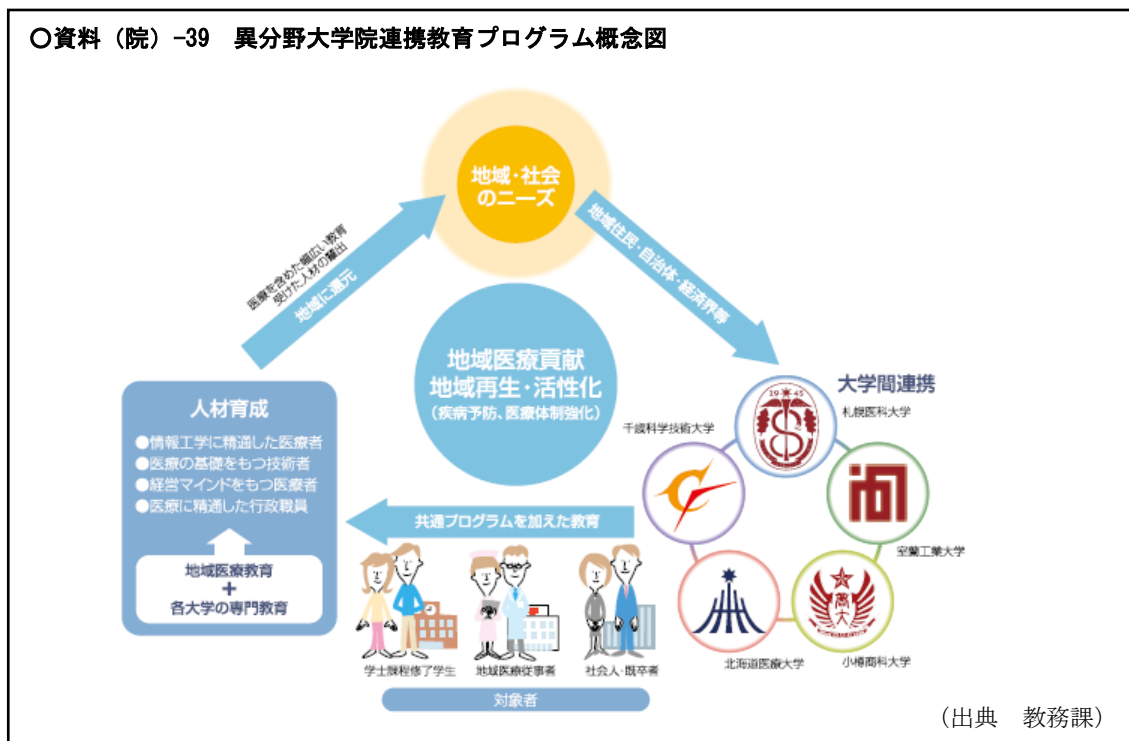 〇資料（院）-39　異分野大学院連携教育プログラム概念図
地域・社会
のニーズ
医療を含めた幅広い教育
受けた人材の輩出
地域に還元
地域住民・自治体・経済界等
地域医療貢献
地域再生・活性化
（疾病予防、医療体制強化）
大学間連携
札幌医科大学
19 45
S
千歳科学技術大学
室蘭工業大学
北海道医療大学
商大
小樽商科大学
人材育成
●情報工学に精通した医療者
●医療の基礎をもつ技術者
●経営マインドをもつ医療者
●医療に精通した行政職員
地域医療教育
+
各大学の専門教育
共通プログラムを加えた教育
学士課程修了学生
地域医療従事者
社会人・既卒者
対象者
（出典　教務課）